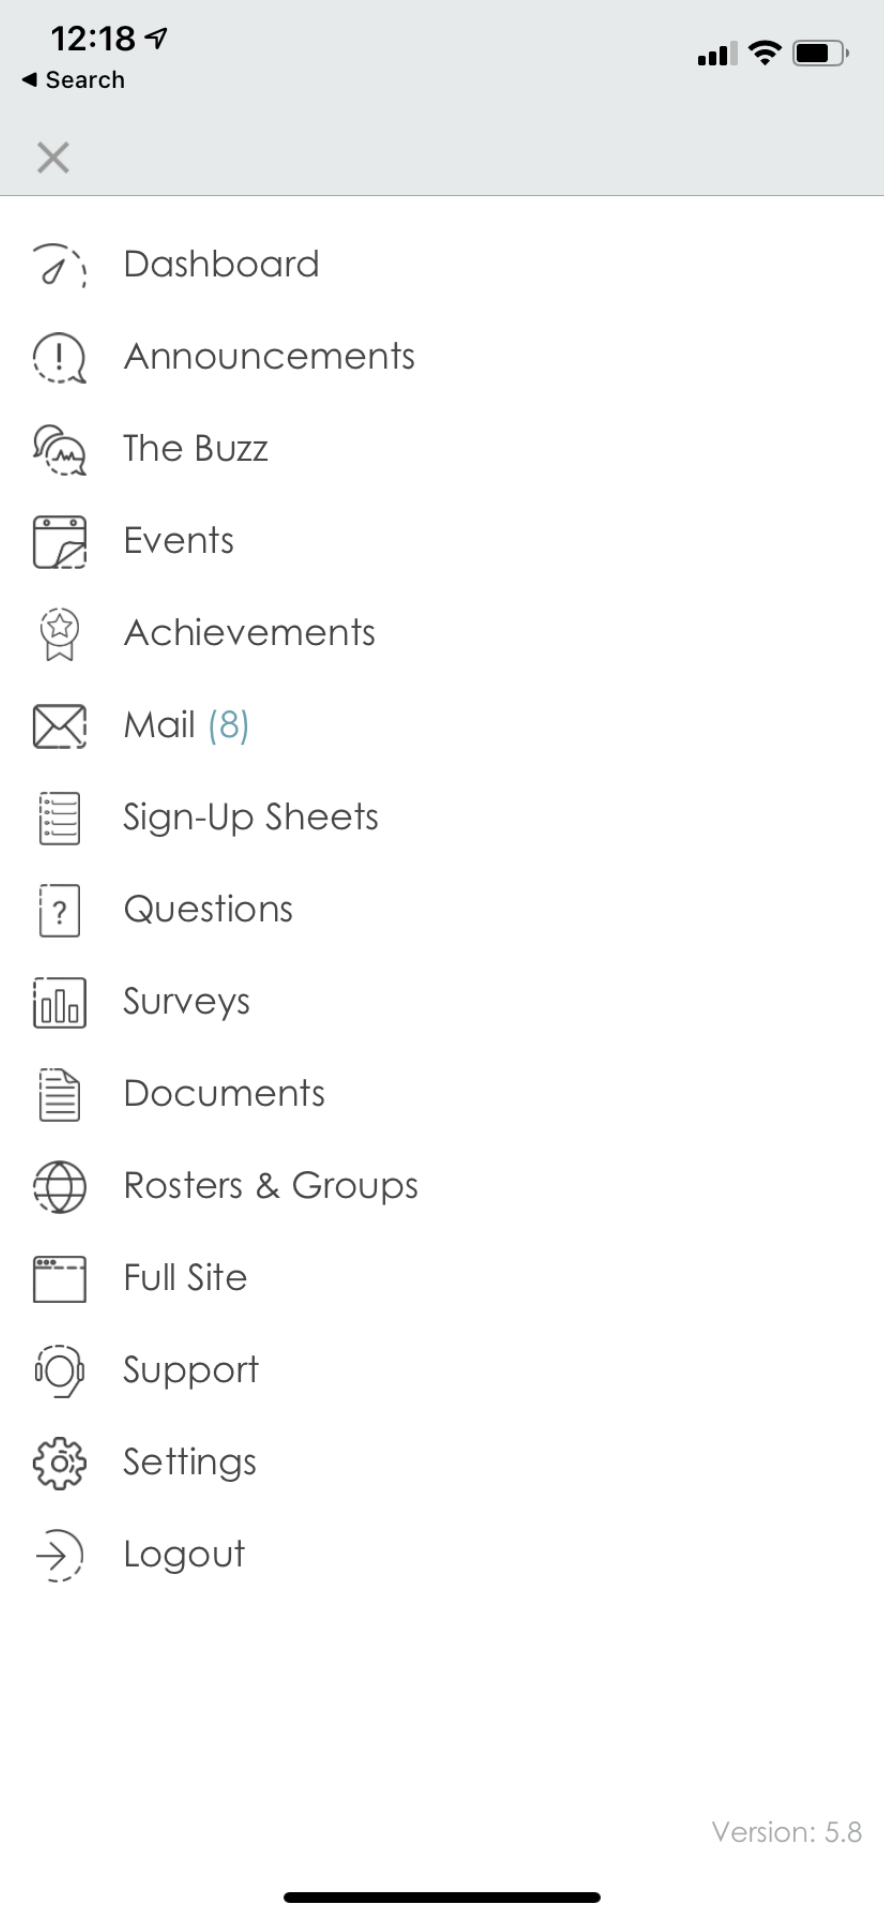 12:18
Search
Dashboard
Announcements
The Buzz
Events
Achievements
Mail (8)
Sign-Up Sheets
Questions
Surveys
Documents
Rosters & Groups
Full Site
Support
Settings
Logout
Version: 5.8